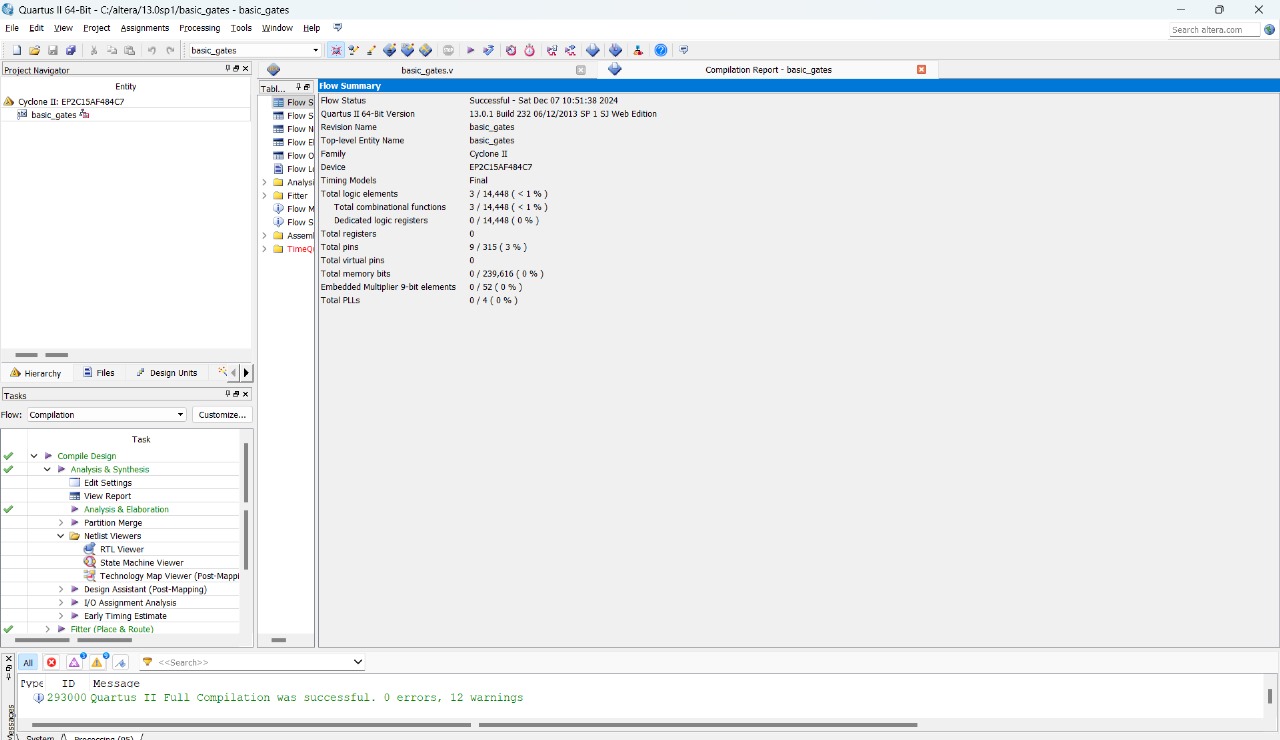 Quartus II 64-Bit - C:/altera/13.0sp1/basic_gates - basic_gates
File Edit View Project Assignments Processing Tools Window Help
Search altera.com
basic_gates
Project Navigator
Entity
Cyclone II: EP2C15AF484C7
basic_gates
Hierarchy Files Design Units
Tasks
Flow: Compilation Customize...
Task
Compile Design
Analysis & Synthesis
Edit Settings
View Report
Analysis & Elaboration
Partition Merge
Netlist Viewers
RTL Viewer
State Machine Viewer
Technology Map Viewer (Post-Mappi
Design Assistant (Post-Mapping)
I/O Assignment Analysis
Early Timing Estimate
Fitter (Place & Route)
basic_gates.v
Compilation Report - basic_gates
Tabl...
Flow S
Flow S
Flow N
Flow El
Flow O
Flow Lo
Analysi
Fitter
Flow M
Flow S
Assem
TimeQ
Flow Summary
Flow Status Successful - Sat Dec 07 10:51:38 2024
Quartus II 64-Bit Version 13.0.1 Build 232 06/12/2013 SP 1 SJ Web Edition
Revision Name basic_gates
Top-level Entity Name basic_gates
Family Cyclone II
Device EP2C15AF484C7
Timing Models Final
Total logic elements 3 / 14,448 ( < 1 % )
Total combinational functions 3 / 14,448 ( < 1 % )
Dedicated logic registers 0 / 14,448 ( 0 % )
Total registers 0
Total pins 9 / 315 ( 3 % )
Total virtual pins 0
Total memory bits 0 / 239,616 ( 0 % )
Embedded Multiplier 9-bit elements 0 / 52 ( 0 % )
Total PLLs 0 / 4 ( 0 % )
All <<Search>>
Type ID Message
293000 Quartus II Full Compilation was successful. 0 errors, 12 warnings
Messages
System Processing (95)